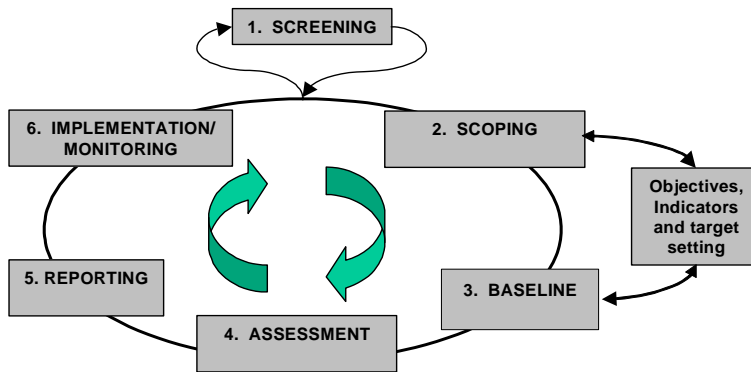 1. SCREENING
6. IMPLEMENTATION/
MONITORING
2. SCOPING
Objectives,
Indicators
and target
setting
5. REPORTING
3. BASELINE
4. ASSESSMENT